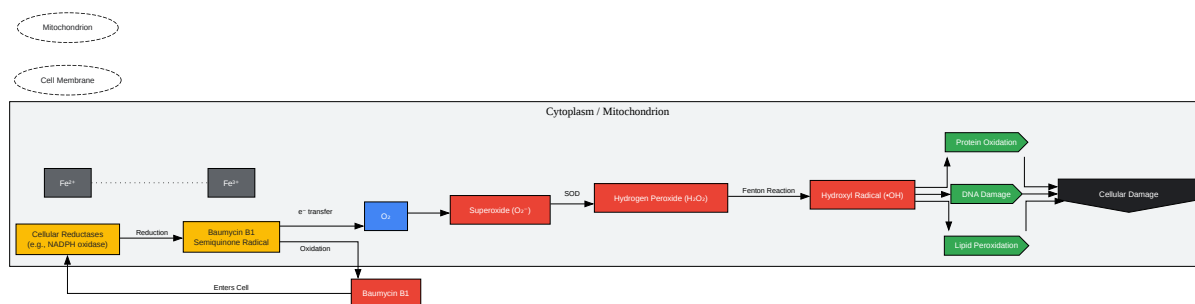 Mitochondrion
Cell Membrane
Cytoplasm / Mitochondrion
Fe²⁺
Fe³⁺
Protein Oxidation
Superoxide (O₂⁻)
SOD
Hydrogen Peroxide (H₂O₂)
Fenton Reaction
Hydroxyl Radical (•OH)
DNA Damage
Cellular Damage
e⁻ transfer
O₂
Cellular Reductases
(e.g., NADPH oxidase)
Reduction
Baumycin B1
Semiquinone Radical
Oxidation
Lipid Peroxidation
Enters Cell
Baumycin B1